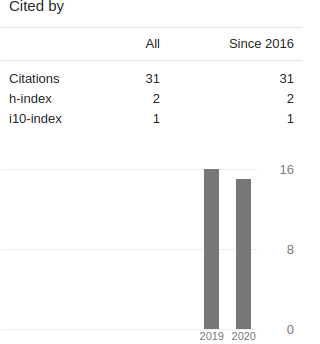 Cited by
All Since 2016
Citations 31 31
h-index 2 2
i10-index 1 1
16
8
0
2019 2020